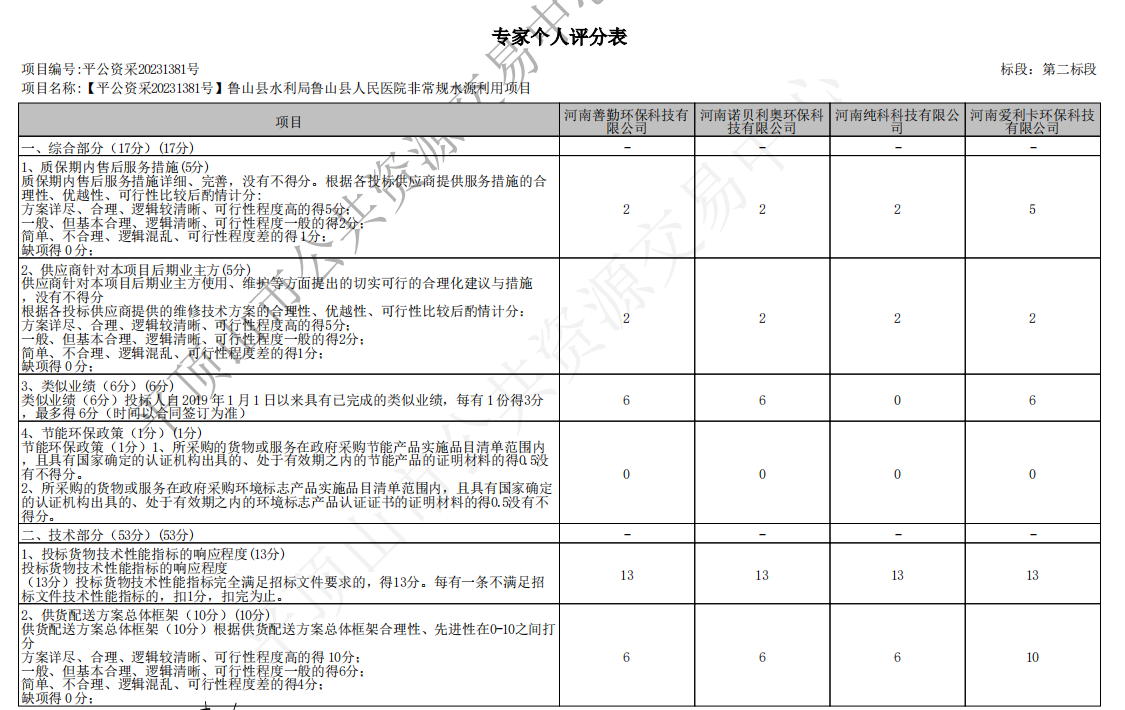 专家个人评分表
项目编号:平公资采20231381号
标段: 第二标段
项目名称:【平公资采20231381号】鲁山县水利局鲁山县人民医院非常规水源利用项目
项目
河南善勤环保科技有限公司
河南诺贝利奥环保科技有限公司
河南纯科科技有限公司
河南爱利卡环保科技有限公司
一、综合部分（17分）(17分)
－ － － －
1、质保期内售后服务措施(5分)
质保期内售后服务措施详细、完善，没有不得分。根据各投标供应商提供服务措施的合
理性、优越性、可行性比较后酌情计分:
方案详尽、合理、逻辑较清晰、可行性程度高的得5分；
一般、但基本合理、逻辑清晰、可行性程度一般的得2分；
简单、不合理、逻辑混乱、可行性程度差的得1分；
缺项得0分；
2 2 2 5
2、供应商针对本项目后期业主方(5分)
供应商针对本项目后期业主方使用、维护等方面提出的切实可行的合理化建议与措施
，没有不得分
根据各投标供应商提供的维修技术方案的合理性、优越性、可行性比较后酌情计分:
方案详尽、合理、逻辑较清晰、可行性程度高的得5分；
一般、但基本合理、逻辑清晰、可行性程度一般的得2分；
简单、不合理、逻辑混乱、可行性程度差的得1分；
缺项得0分；
2 2 2 2
3、类似业绩（6分）(6分)
类似业绩（6分）投标人自2019年1月1日以来具有已完成的类似业绩，每有1份得3分
，最多得6分（时间以合同签订为准）
6 6 0 6
4、节能环保政策（1分）(1分)
节能环保政策（1分）1、所采购的货物或服务在政府采购节能产品实施品目清单范围内
，且具有国家确定的认证机构出具的、处于有效期之内的节能产品的证明材料的得0.5没
有不得分。
2、所采购的货物或服务在政府采购环境标志产品实施品目清单范围内，且具有国家确定
的认证机构出具的、处于有效期之内的环境标志产品认证证书的证明材料的得0.5没有不
得分。
0 0 0 0
二、技术部分（53分）(53分)
－ － － －
1、投标货物技术性能指标的响应程度(13分)
投标货物技术性能指标的响应程度
（13分）投标货物技术性能指标完全满足招标文件要求的，得13分。每有一条不满足招
标文件技术性能指标的，扣1分，扣完为止。
13 13 13 13
2、供货配送方案总体框架（10分）(10分)
供货配送方案总体框架（10分）根据供货配送方案总体框架合理性、先进性在0-10之间打
分
方案详尽、合理、逻辑较清晰、可行性程度高的得10分；
一般、但基本合理、逻辑清晰、可行性程度一般的得6分；
简单、不合理、逻辑混乱、可行性程度差的得4分；
缺项得0分；
6 6 6 10
平顶山市公共资源交易中心
平顶山市公共资源交易中心